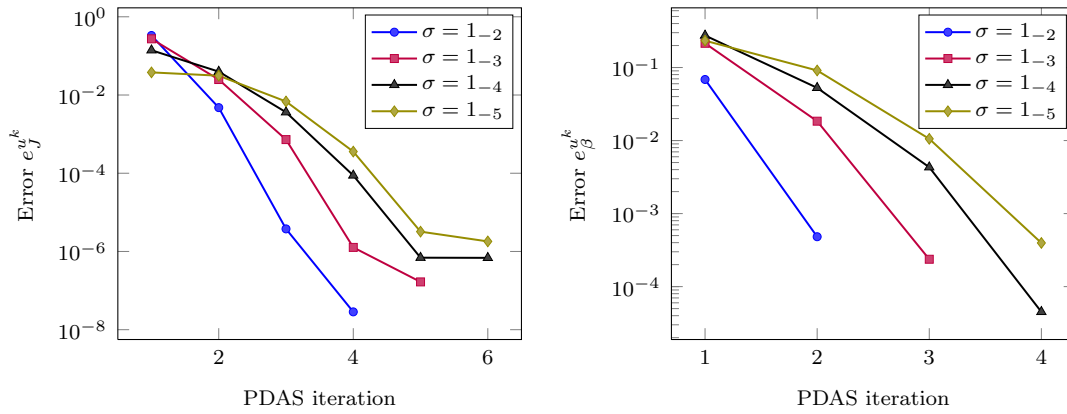 Error $e_J^{u^k}$
10^0
10^{-2}
10^{-4}
10^{-6}
10^{-8}
2 4 6
PDAS iteration
σ = 1_{-2}
σ = 1_{-3}
σ = 1_{-4}
σ = 1_{-5}
Error $e_β^{u^k}$
10^{-1}
10^{-2}
10^{-3}
10^{-4}
1 2 3 4
PDAS iteration
σ = 1_{-2}
σ = 1_{-3}
σ = 1_{-4}
σ = 1_{-5}